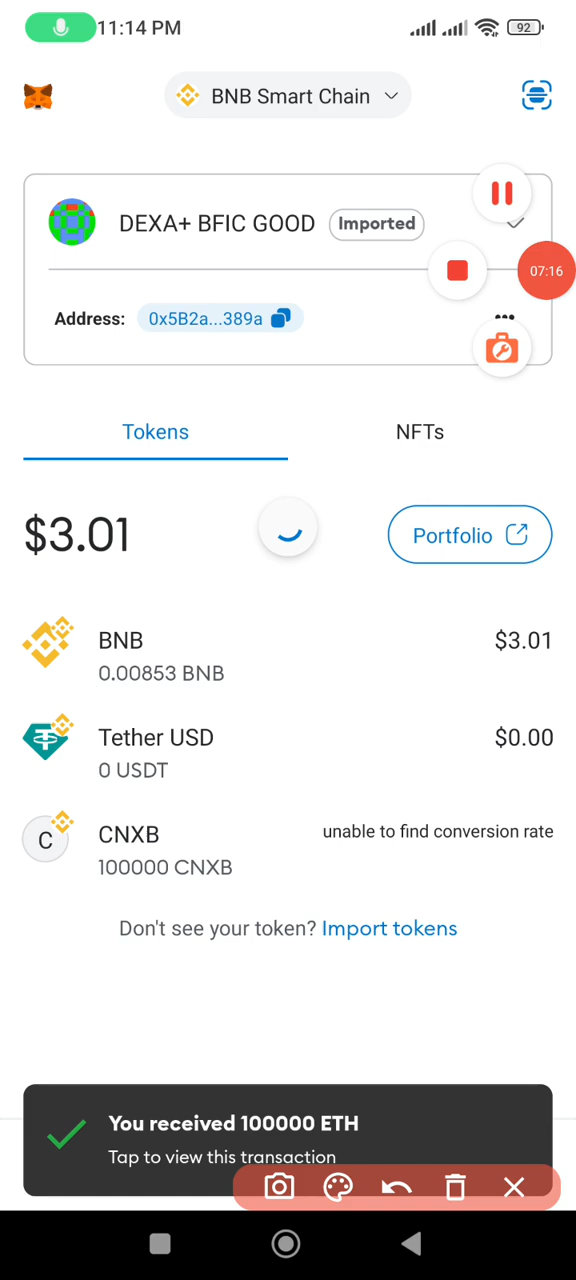 11:14 PM
92
BNB Smart Chain
DEXA+ BFIC GOOD
Imported
07:16
Address: 0x5B2a...389a
Tokens
NFTs
$3.01
Portfolio
BNB
$3.01
0.00853 BNB
Tether USD
$0.00
0 USDT
C
CNXB
unable to find conversion rate
100000 CNXB
Don't see your token? Import tokens
You received 100000 ETH
Tap to view this transaction